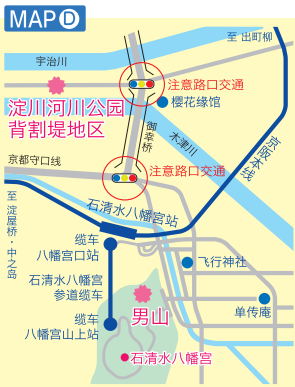 MAP D
至 出町柳
宇治川
注意路口交通
樱花缘馆
淀川河川公园
背割堤地区
御幸桥
木津川
京阪本线
京都守口线
注意路口交通
至 淀屋桥·中之岛
石清水八幡宫站
缆车
八幡宫口站
飞行神社
石清水八幡宫
参道缆车
男山
单传庵
缆车
八幡宫山上站
石清水八幡宫